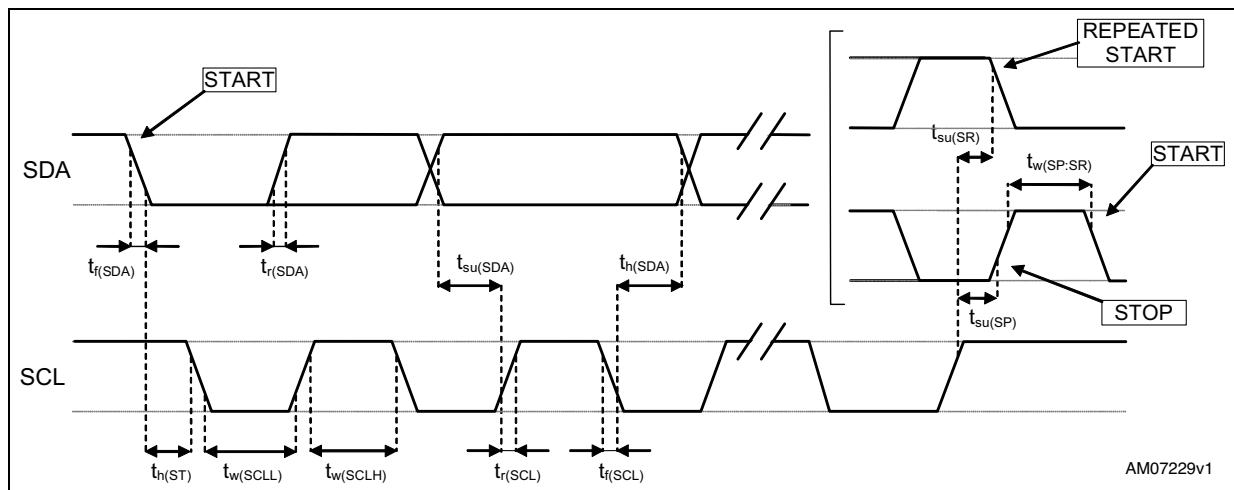 REPEATED
START
START
t_su(SR)
t_w(SP:SR)
START
SDA
t_f(SDA)
t_r(SDA)
t_su(SDA)
t_h(SDA)
t_su(SP)
STOP
SCL
t_h(ST)
t_w(SCLL)
t_w(SCLH)
t_r(SCL)
t_f(SCL)
AM07229v1